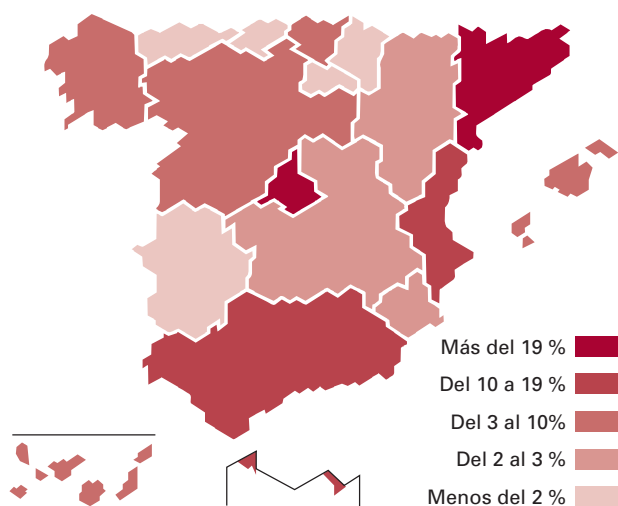 Más del 19 %
Del 10 a 19 %
Del 3 al 10%
Del 2 al 3 %
Menos del 2 %